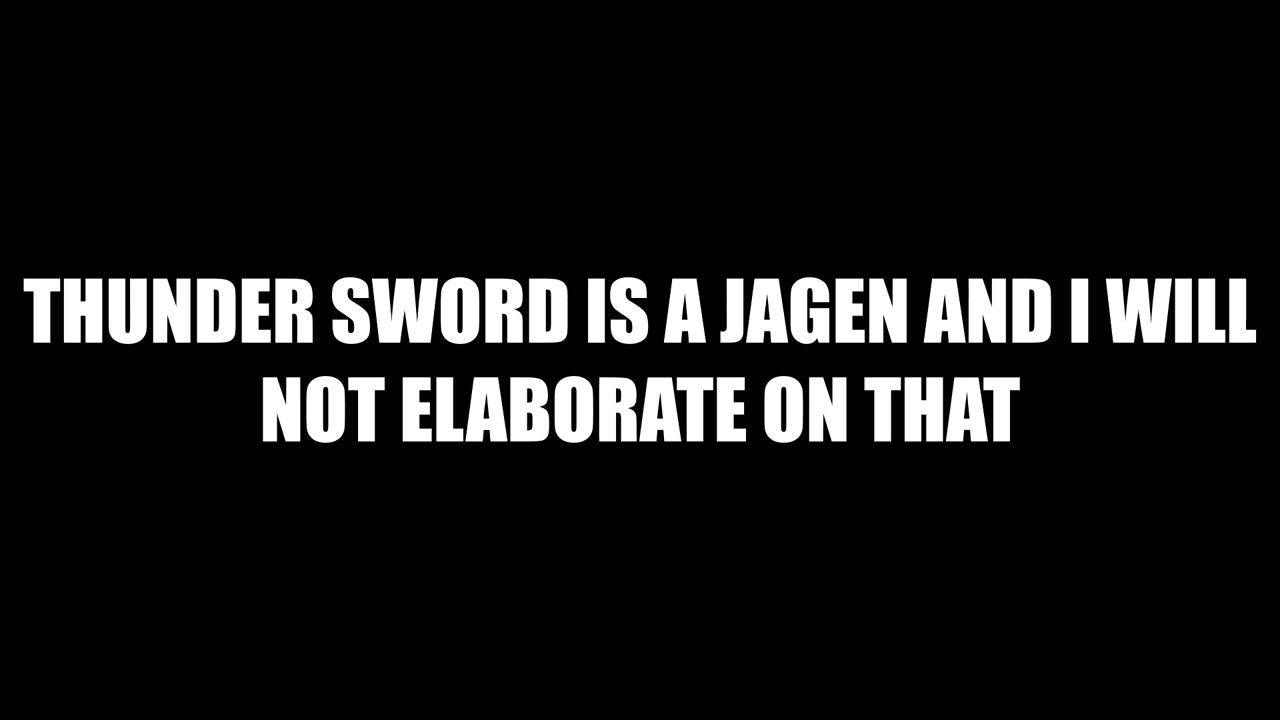 THUNDER SWORD IS A JAGEN AND I WILL
NOT ELABORATE ON THAT